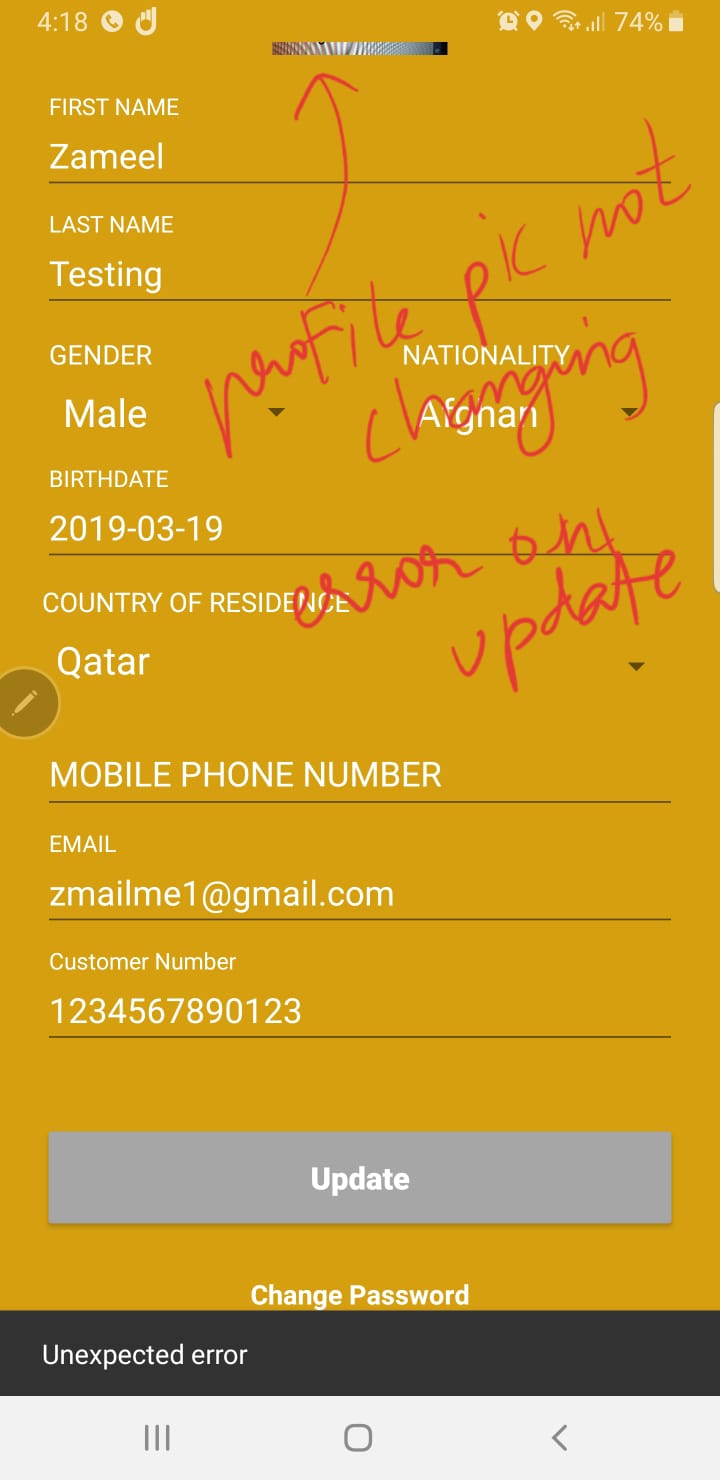 4:18 74%
FIRST NAME
Zameel
LAST NAME
Testing
profile pic not
changing
GENDER NATIONALITY
Male Afghan
BIRTHDATE
2019-03-19
error on
update
COUNTRY OF RESIDENCE
Qatar
MOBILE PHONE NUMBER
EMAIL
zmailme1@gmail.com
Customer Number
1234567890123
Update
Change Password
Unexpected error